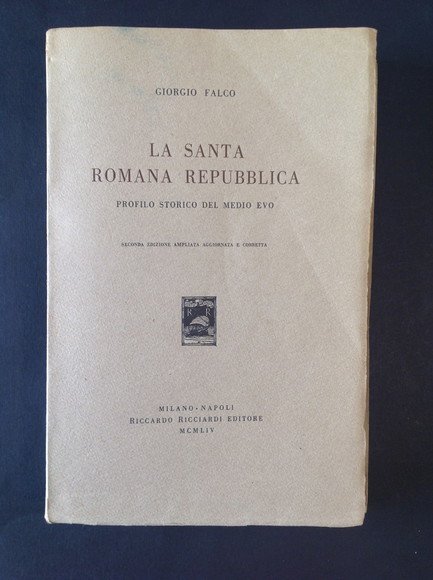 GIORGIO FALCO
LA SANTA
ROMANA REPUBBLICA
PROFILO STORICO DEL MEDIO EVO
SECONDA EDIZIONE AMPLIATA AGGIORNATA E CORRETTA
R R
MILANO • NAPOLI
RICCARDO RICCIARDI EDITORE
MCMLIV